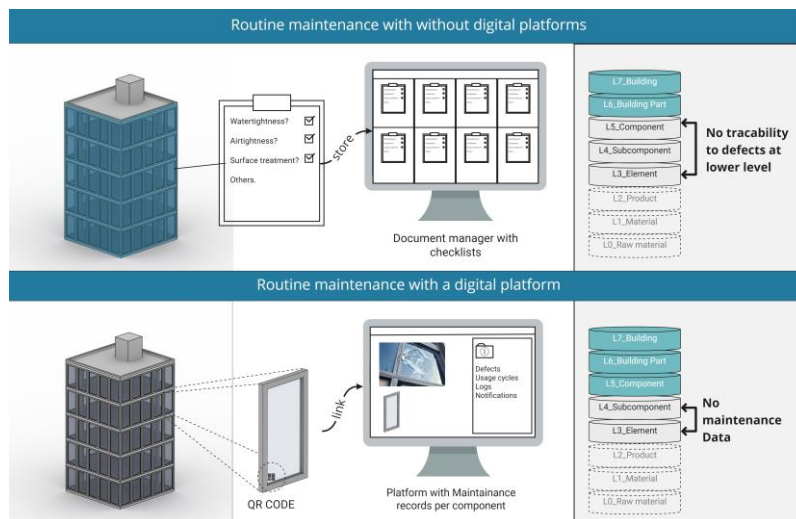 Routine maintenance with without digital platforms
Watertightness?
Airtightness?
Surface treatment?
Others.
store
Document manager with
checklists
L7_Building
L6_Building Part
L5_Component
L4_Subcomponent
L3_Element
L2_Product
L1_Material
L0_Raw material
No tracability
to defects at
lower level
Routine maintenance with a digital platform
QR CODE
link
Defects
Usage cycles
Logs
Notifications
Platform with Maintainance
records per component
L7_Building
L6_Building Part
L5_Component
L4_Subcomponent
L3_Element
L2_Product
L1_Material
L0_Raw material
No
maintenance
Data